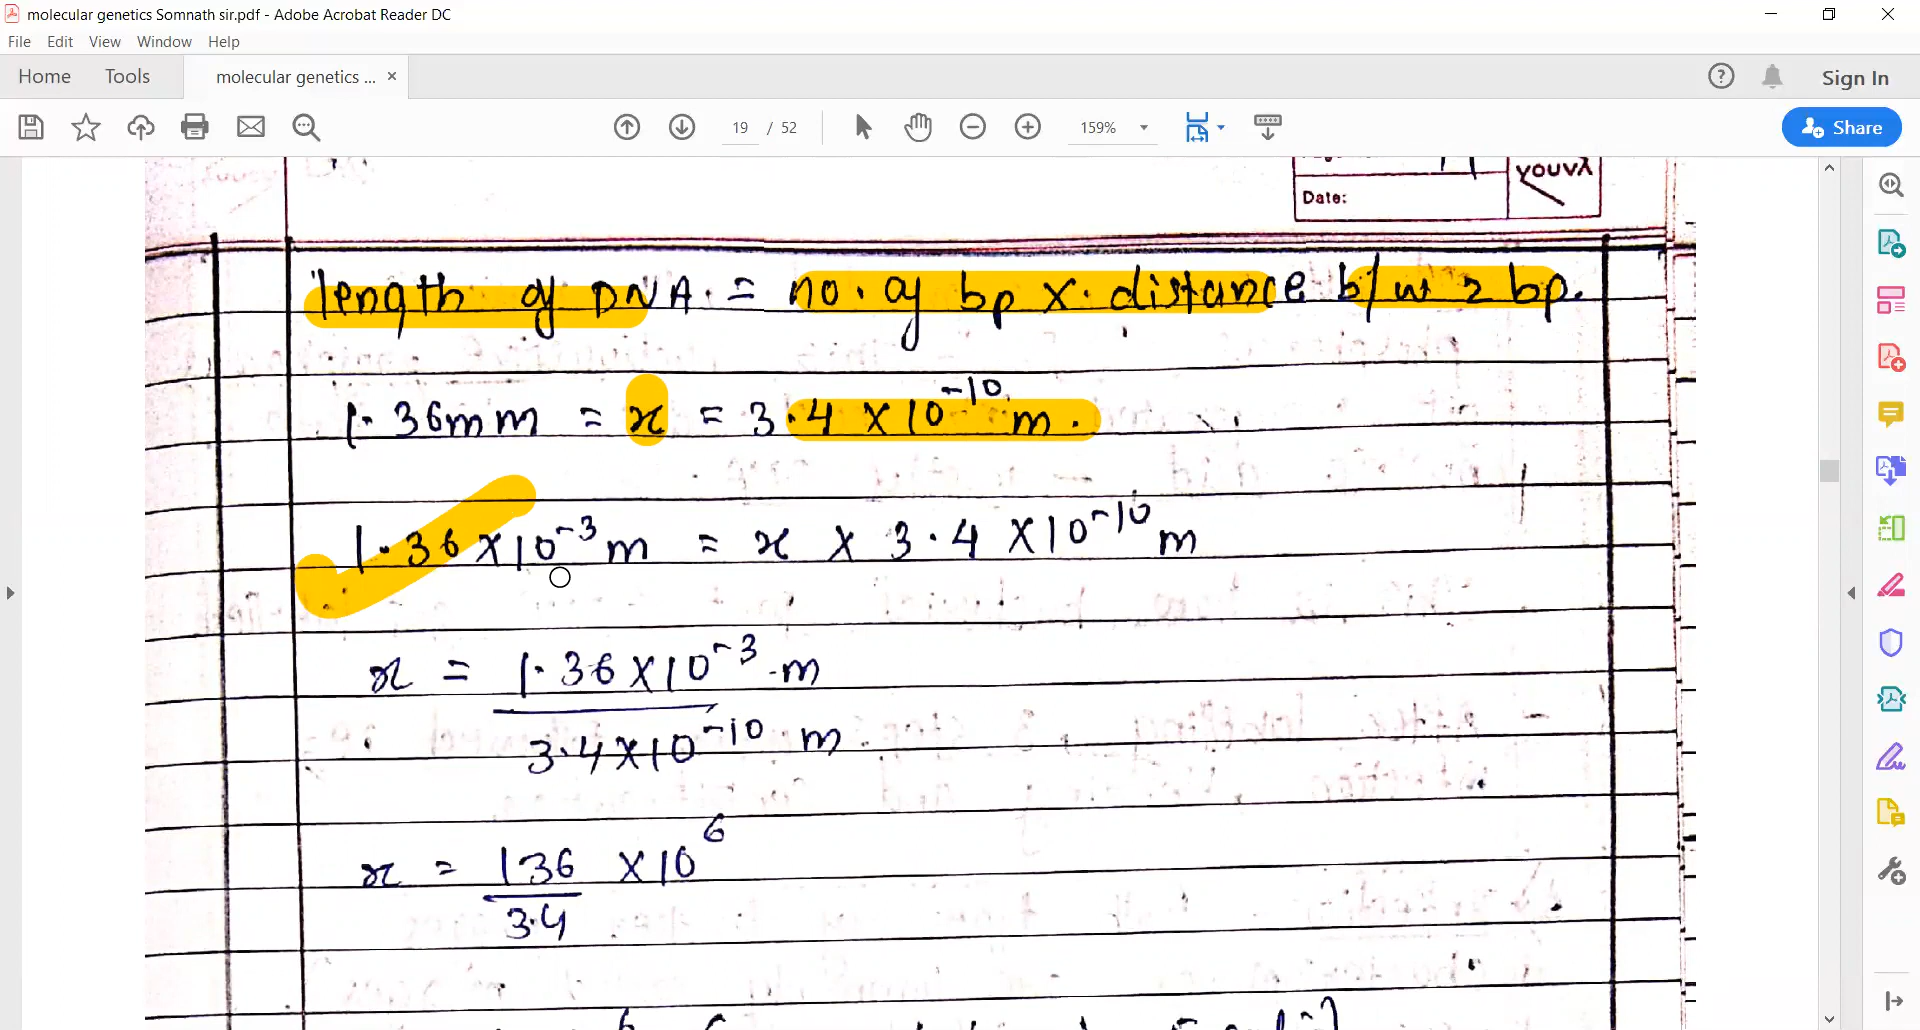 molecular genetics Somnath sir.pdf - Adobe Acrobat Reader DC
File Edit View Window Help
Home Tools molecular genetics ... × Sign In
19 / 52 159% Share
YOUVA
Date:
length of DNA. = no. of bp x. distance b/w 2 bp.
1.36mm = x = 3.4 x 10⁻¹⁰ m.
1.36 x 10⁻³ m = x x 3.4 x 10⁻¹⁰ m
x = 1.36 x 10⁻³ m
3.4 x 10⁻¹⁰ m
x = 136 x 10⁶
3.4